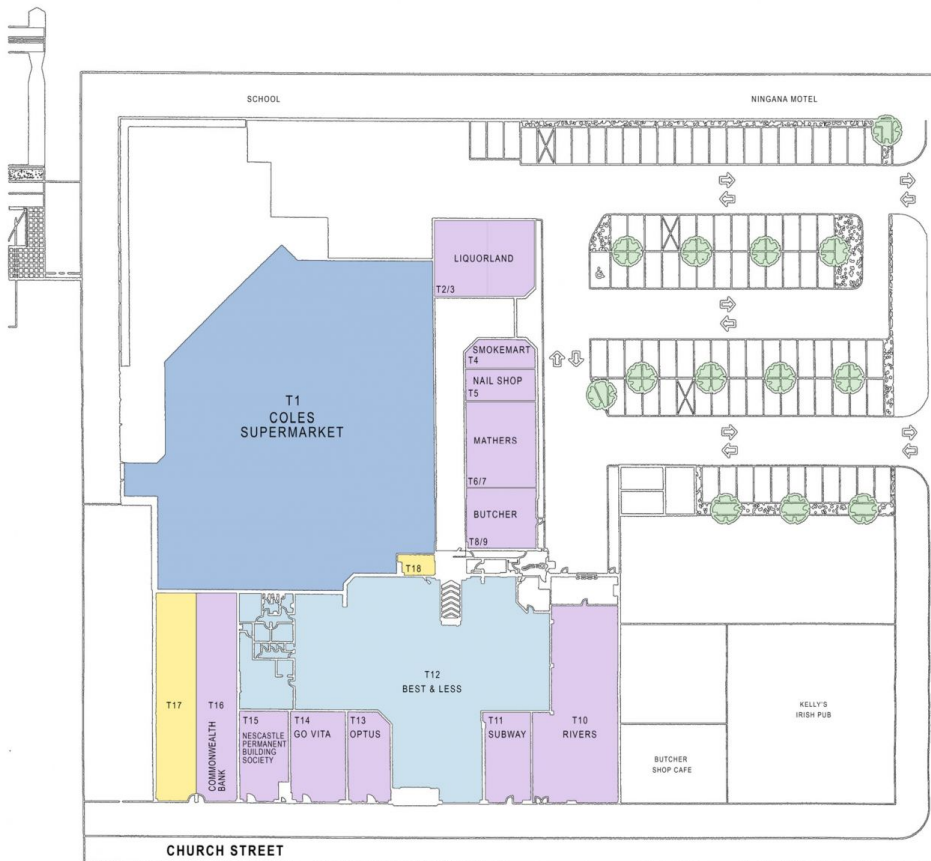 SCHOOL
NINGANA MOTEL
LIQUORLAND
T2/3
SMOKEMART
T4
NAIL SHOP
T5
T1
COLES
SUPERMARKET
MATHERS
T6/7
BUTCHER
T8/9
T18
T12
BEST & LESS
T17
T16
COMMONWEALTH
BANK
T15
NESCASTLE
PERMANENT
BUILDING
SOCIETY
T14
GO VITA
T13
OPTUS
T11
SUBWAY
T10
RIVERS
KELLY'S
IRISH PUB
BUTCHER
SHOP CAFE
CHURCH STREET